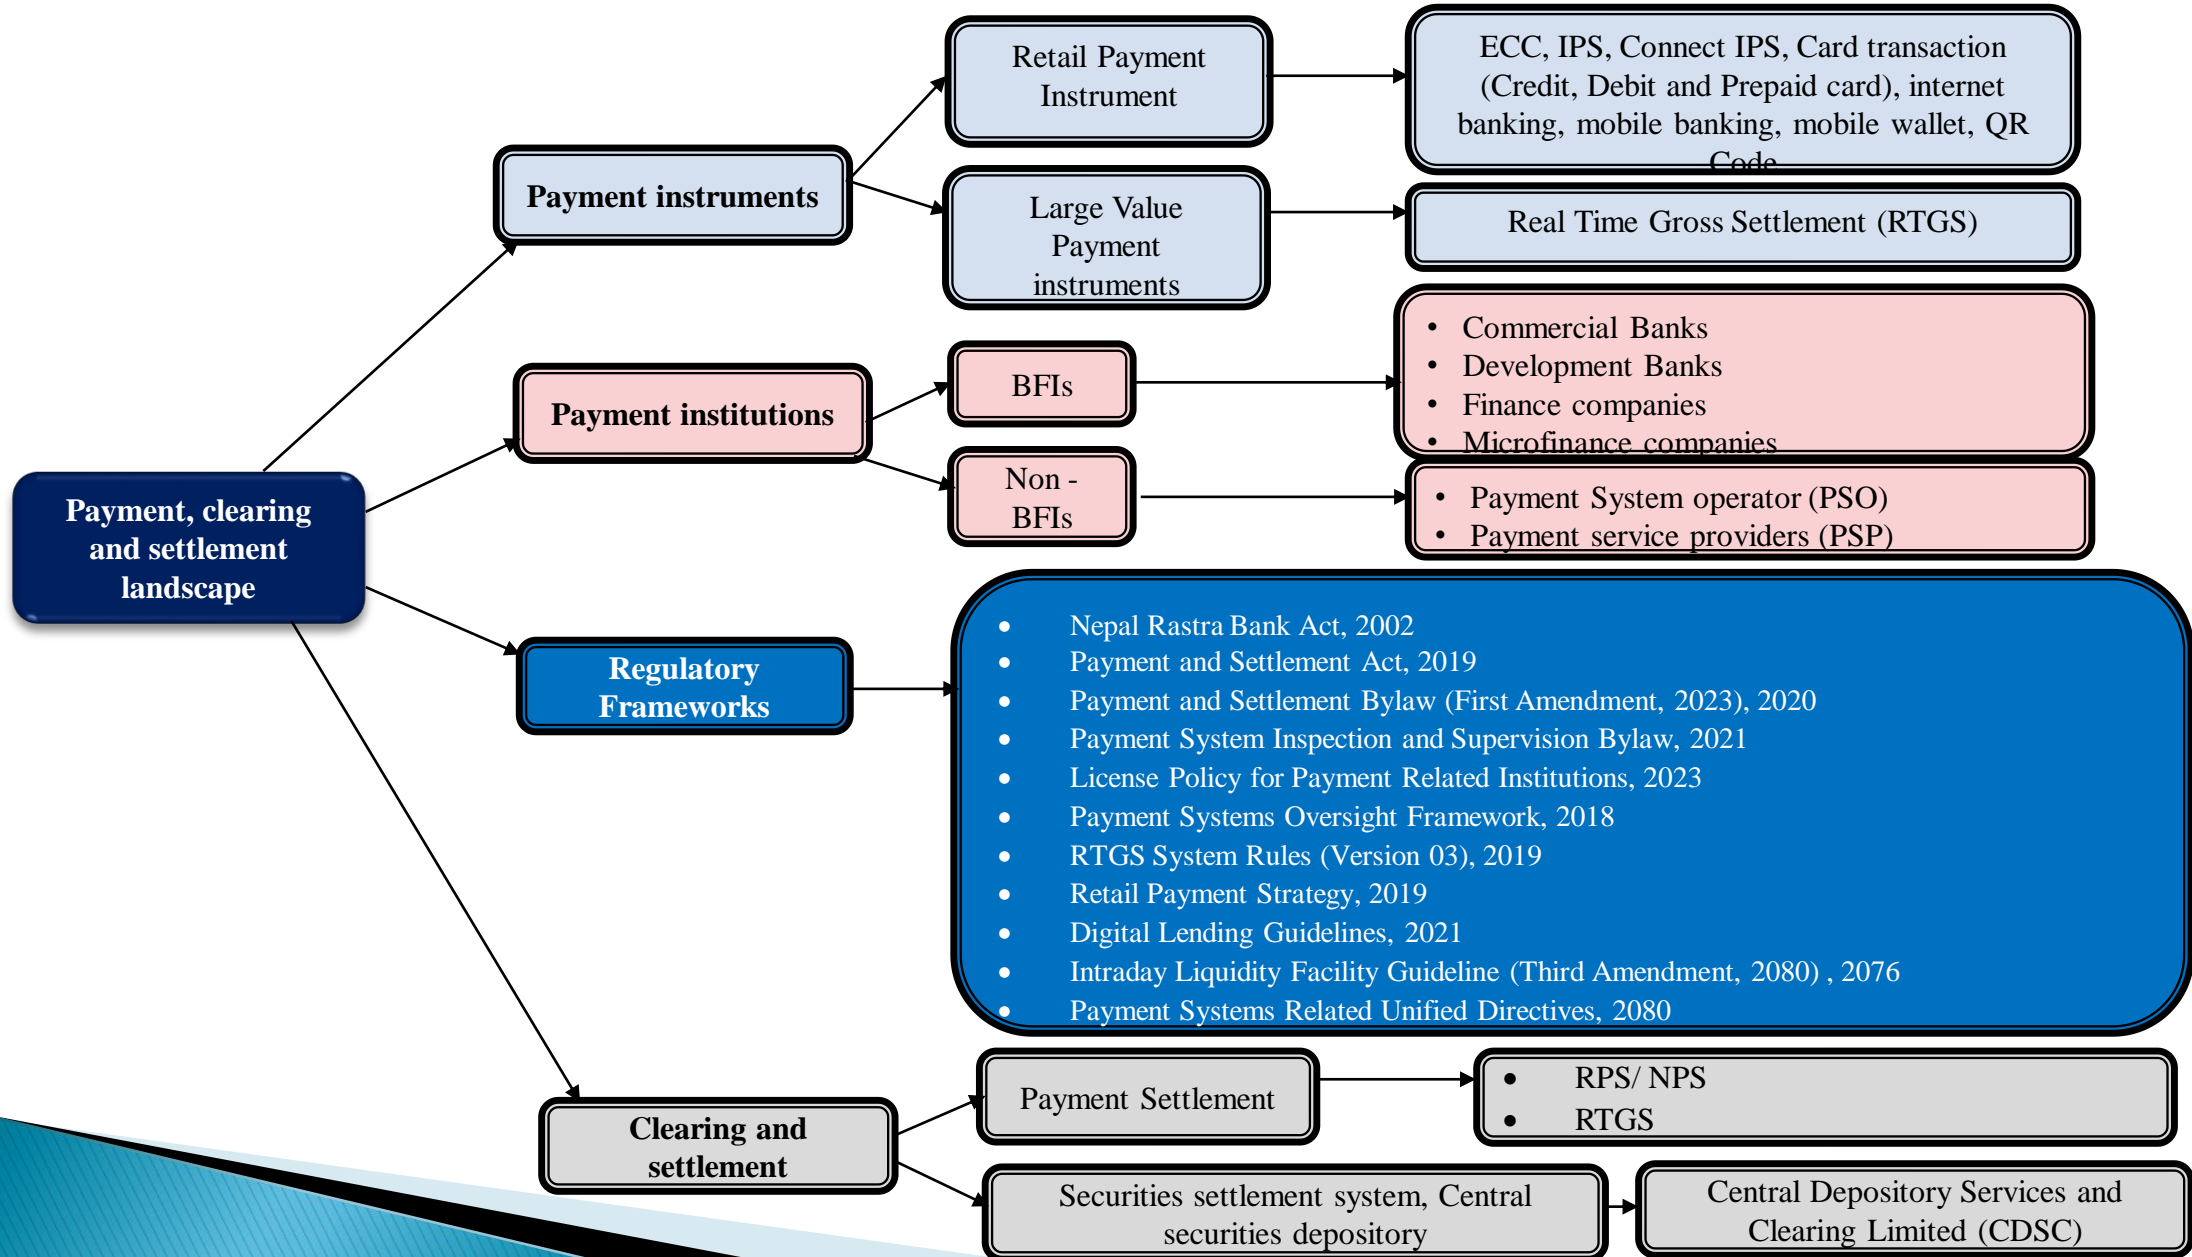 Payment, clearing
and settlement
landscape
Payment instruments
Retail Payment
Instrument
ECC, IPS, Connect IPS, Card transaction
(Credit, Debit and Prepaid card), internet
banking, mobile banking, mobile wallet, QR
Code
Large Value
Payment
instruments
Real Time Gross Settlement (RTGS)
Payment institutions
BFIs
• Commercial Banks
• Development Banks
• Finance companies
• Microfinance companies
Non -
BFIs
• Payment System operator (PSO)
• Payment service providers (PSP)
Regulatory
Frameworks
• Nepal Rastra Bank Act, 2002
• Payment and Settlement Act, 2019
• Payment and Settlement Bylaw (First Amendment, 2023), 2020
• Payment System Inspection and Supervision Bylaw, 2021
• License Policy for Payment Related Institutions, 2023
• Payment Systems Oversight Framework, 2018
• RTGS System Rules (Version 03), 2019
• Retail Payment Strategy, 2019
• Digital Lending Guidelines, 2021
• Intraday Liquidity Facility Guideline (Third Amendment, 2080) , 2076
• Payment Systems Related Unified Directives, 2080
Clearing and
settlement
Payment Settlement
• RPS/ NPS
• RTGS
Securities settlement system, Central
securities depository
Central Depository Services and
Clearing Limited (CDSC)